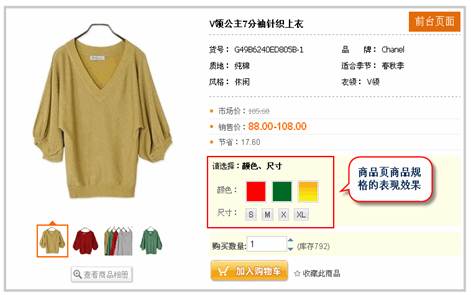 前台页面
V领公主7分袖针织上衣
货号： G49B6240ED805B-1 品 牌： Chanel
质地： 纯棉 适合季节： 春秋季
风格： 休闲 衣领： V领
市场价：105.60
销售价：88.00-108.00
节省：17.60
请选择：颜色、尺寸
颜色：
尺寸： S M X XL
商品页商品规格的表现效果
购买数量: 1 (库存792)
加入购物车 ☆收藏此商品
查看商品相册